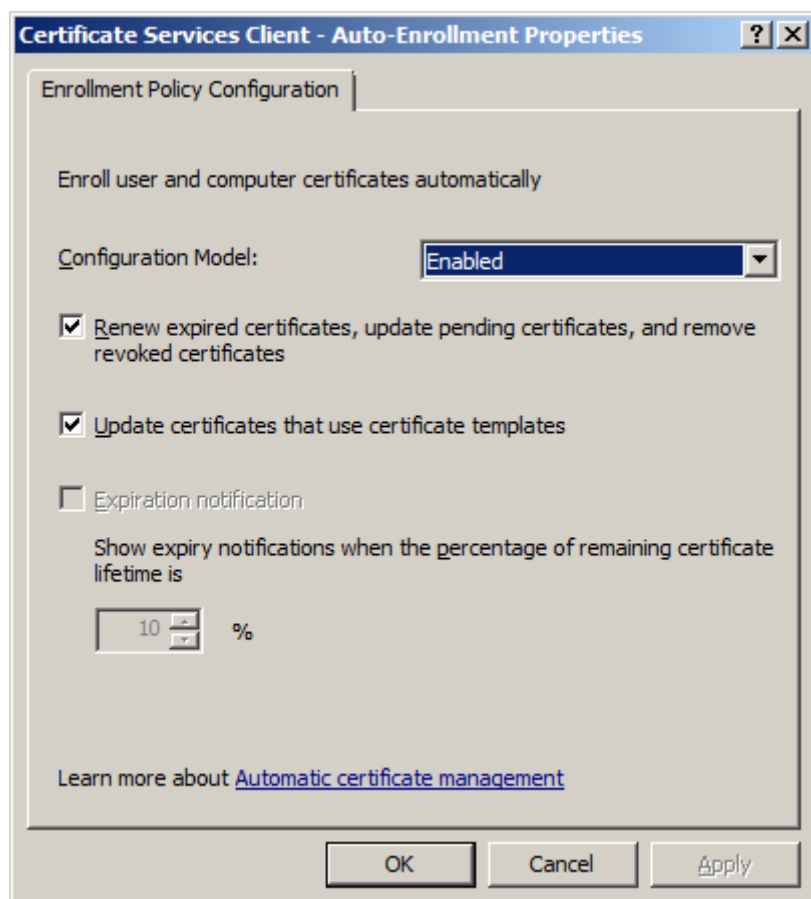 Certificate Services Client - Auto-Enrollment Properties
Enrollment Policy Configuration
Enroll user and computer certificates automatically
Configuration Model: Enabled
Renew expired certificates, update pending certificates, and remove
revoked certificates
Update certificates that use certificate templates
Expiration notification
Show expiry notifications when the percentage of remaining certificate
lifetime is
10 %
Learn more about Automatic certificate management
OK Cancel Apply